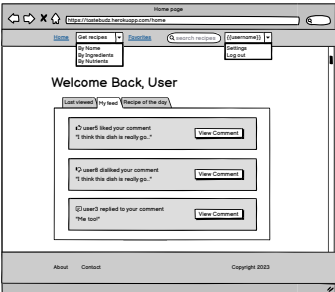 Home page
https://tastebudz.herokuapp.com/home
Home Get recipes Favorites search recipes {{username}}
By Name
By Ingredients
By Nutrients
Settings
Log out
Welcome Back, User
Last viewed My feed Recipe of the day
user5 liked your comment
"I think this dish is really go..."
View Comment
user8 disliked your comment
"I think this dish is really go..."
View Comment
user3 replied to your comment
"Me too!"
View Comment
About Contact Copyright 2023